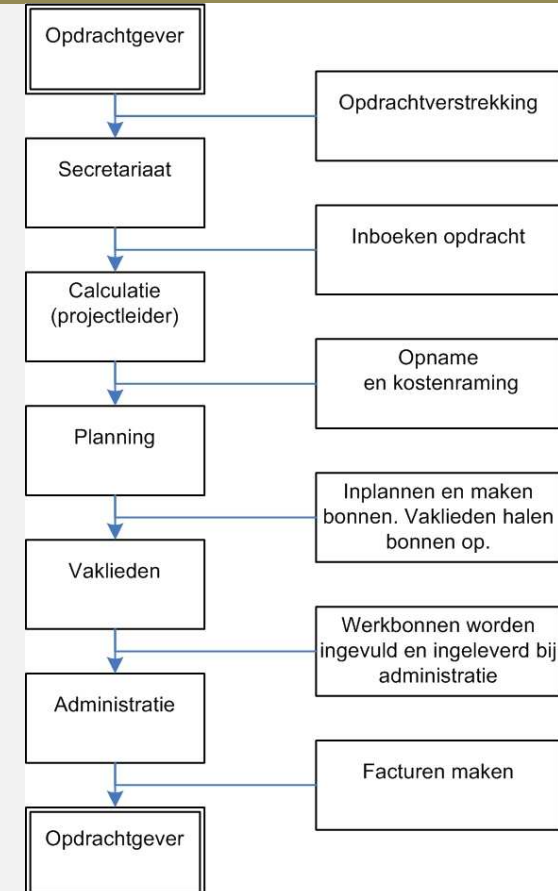 Opdrachtgever
Opdrachtverstrekking
Secretariaat
Inboeken opdracht
Calculatie
(projectleider)
Opname
en kostenraming
Planning
Inplannen en maken
bonnen. Vaklieden halen
bonnen op.
Vaklieden
Werkbonnen worden
ingevuld en ingeleverd bij
administratie
Administratie
Facturen maken
Opdrachtgever